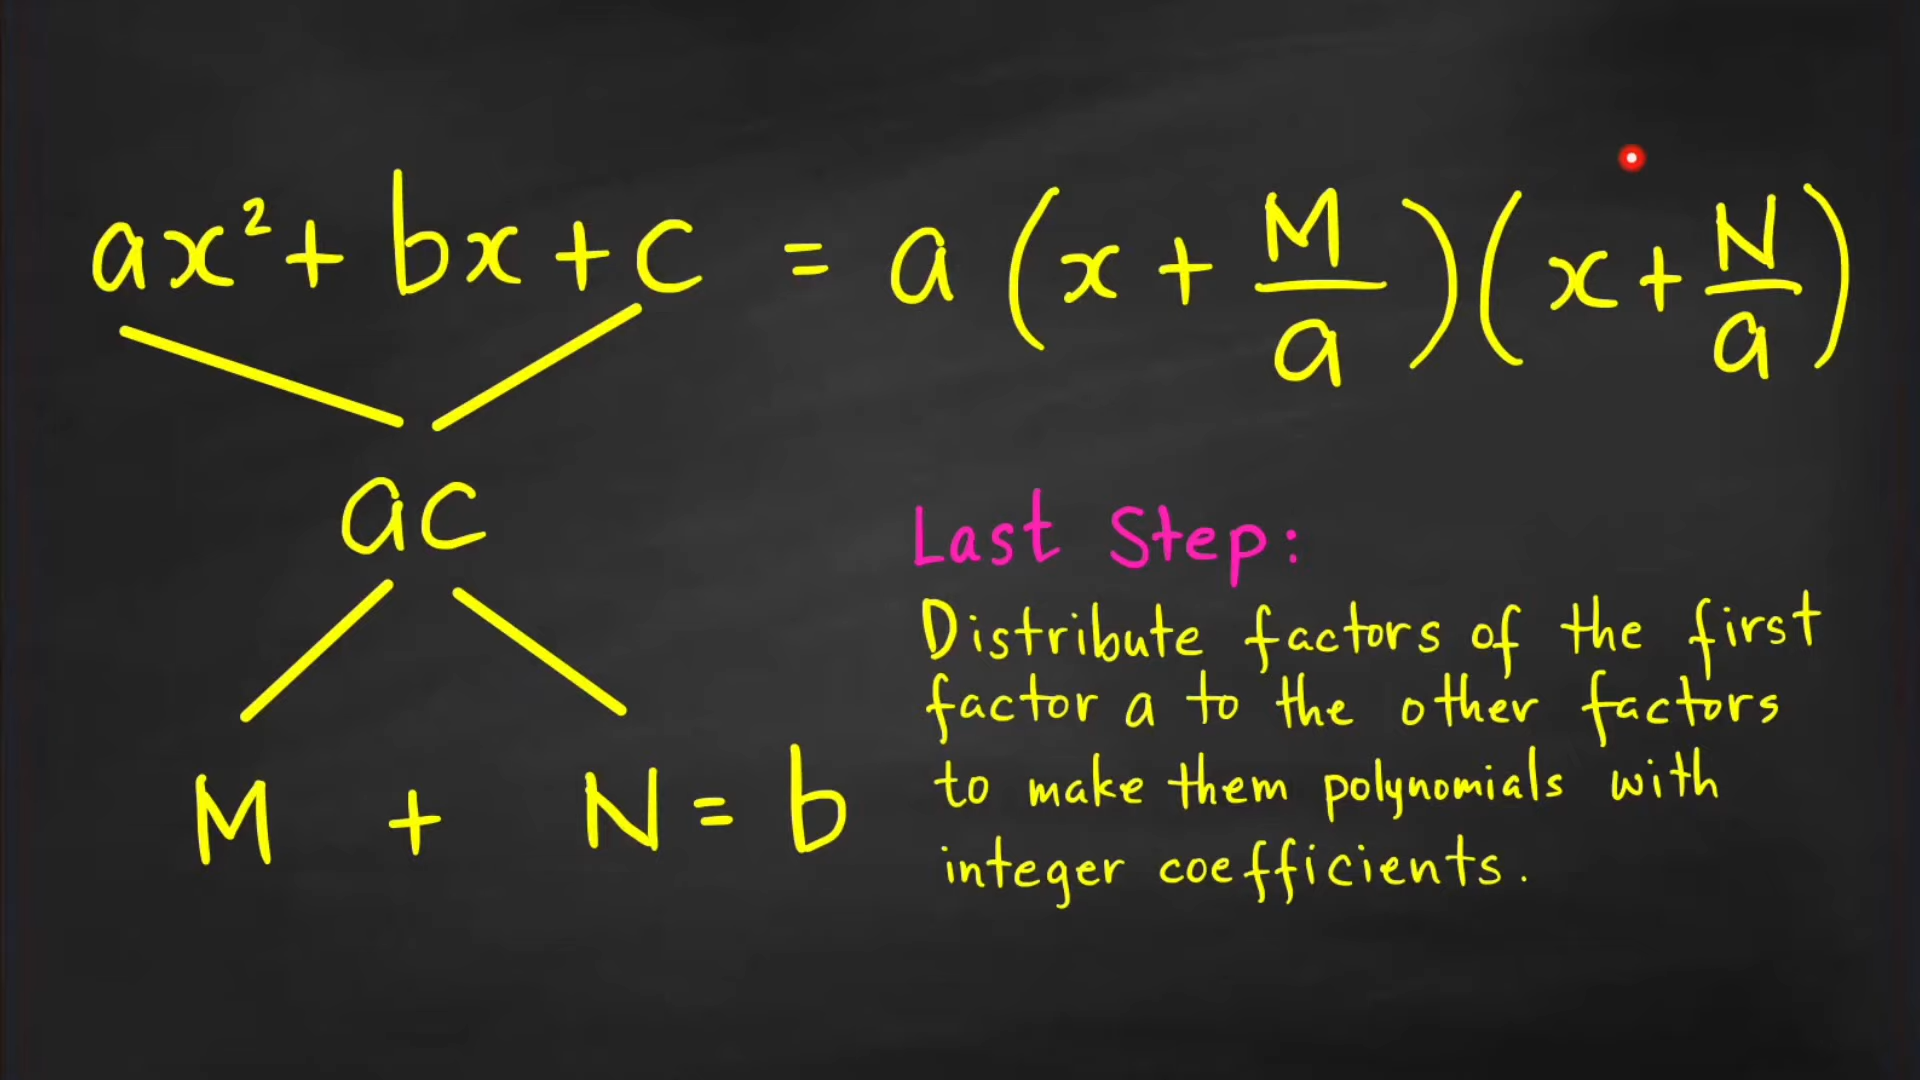 ax² + bx + c = a (x + M/a)(x + N/a)
ac
M + N = b
Last Step:
Distribute factors of the first
factor a to the other factors
to make them polynomials with
integer coefficients.